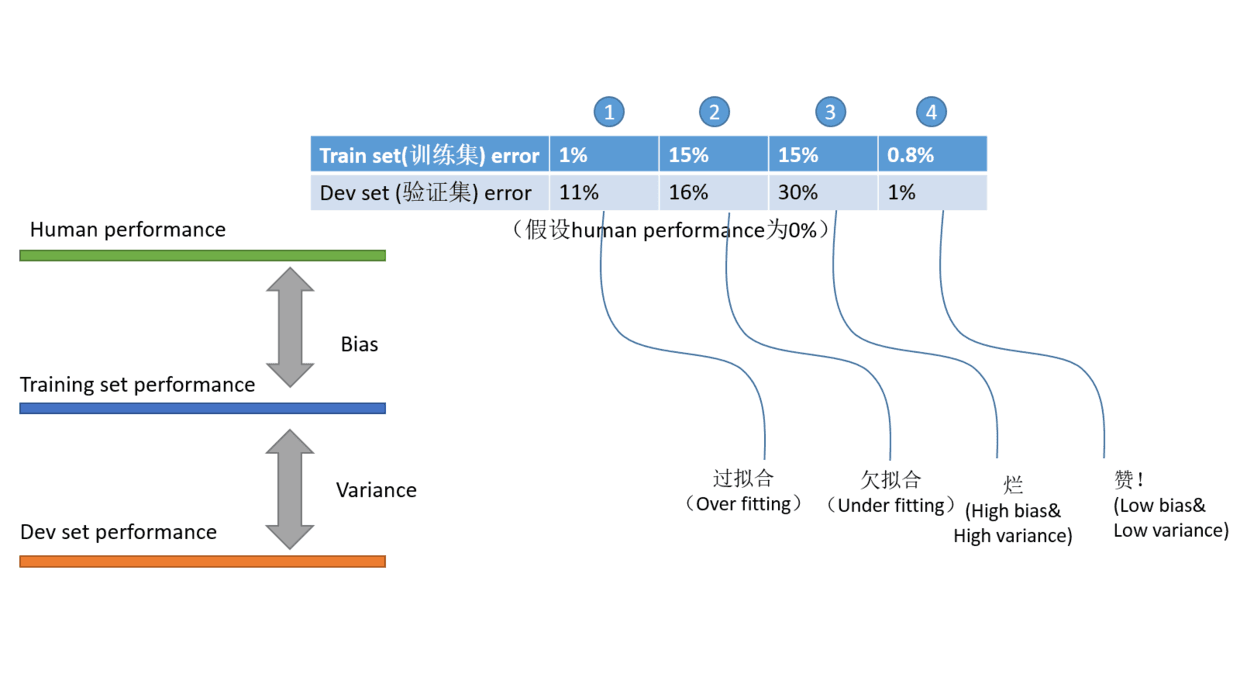 1 2 3 4
Train set(训练集) error 1% 15% 15% 0.8%
Dev set (验证集) error 11% 16% 30% 1%
（假设human performance为0%）
Human performance
Bias
Training set performance
Variance
Dev set performance
过拟合
（Over fitting）
欠拟合
（Under fitting）
烂
(High bias&
High variance)
赞！
(Low bias&
Low variance)